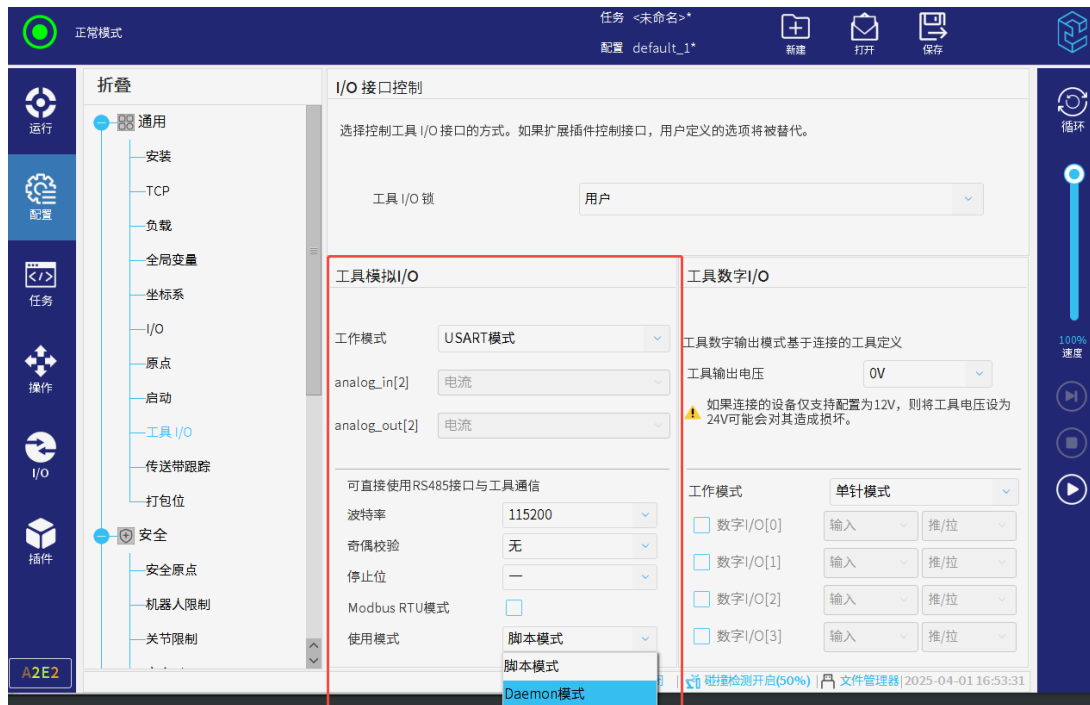 正常模式
任务 <未命名>*
配置 default_1*
新建
打开
保存
运行
配置
任务
操作
I/O
插件
A2E2
折叠
通用
安装
TCP
负载
全局变量
坐标系
I/O
原点
启动
工具 I/O
传送带跟踪
打包位
安全
安全原点
机器人限制
关节限制
I/O 接口控制
选择控制工具 I/O 接口的方式。如果扩展插件控制接口，用户定义的选项将被替代。
工具 I/O 锁 用户
工具模拟I/O
工作模式 USART模式
analog_in[2] 电流
analog_out[2] 电流
可直接使用RS485接口与工具通信
波特率 115200
奇偶校验 无
停止位 一
Modbus RTU模式
使用模式 脚本模式
脚本模式
Daemon模式
工具数字I/O
工具数字输出模式基于连接的工具定义
工具输出电压 0V
如果连接的设备仅支持配置为12V，则将工具电压设为
24V可能会对其造成损坏。
工作模式 单针模式
数字I/O[0] 输入 推/拉
数字I/O[1] 输入 推/拉
数字I/O[2] 输入 推/拉
数字I/O[3] 输入 推/拉
碰撞检测开启(50%) | 文件管理器 | 2025-04-01 16:53:31
循环
100%
速度